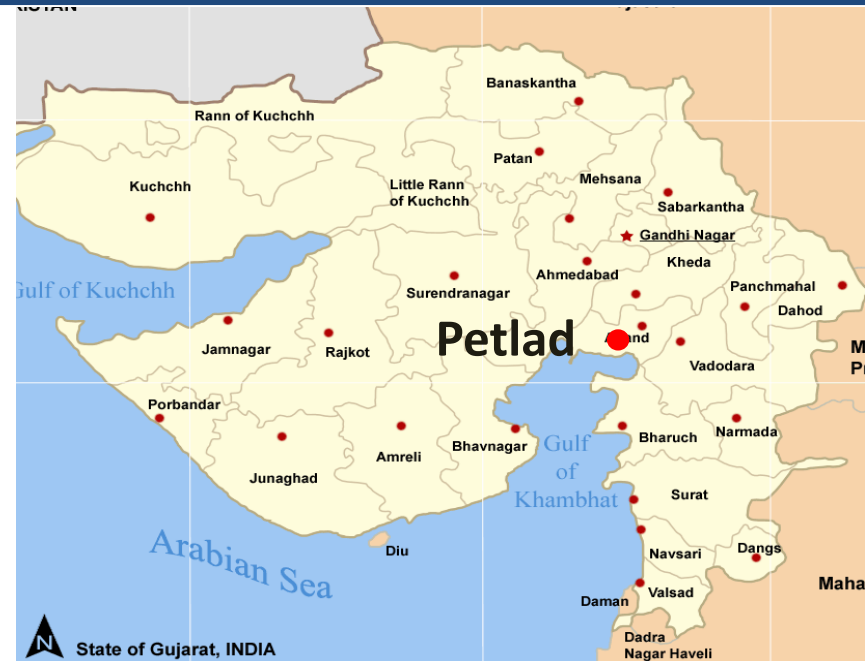 Banaskantha
Rann of Kuchchh
Patan
Mehsana
Kuchchh
Little Rann
of Kuchchh
Sabarkantha
Gandhi Nagar
Ahmedabad
Kheda
Gulf of Kuchchh
Surendranagar
Panchmahal
Dahod
Petlad
Jamnagar
Rajkot
Vadodara
Porbandar
Bhavnagar
Gulf
of
Khambhat
Bharuch
Narmada
Amreli
Junaghad
Surat
Arabian Sea
Diu
Navsari
Dangs
Daman
Valsad
Maha
Dadra
Nagar Haveli
N
State of Gujarat, INDIA